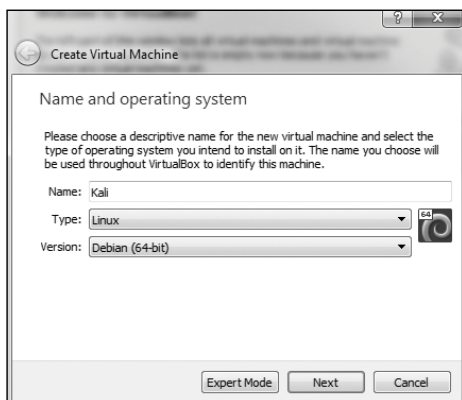 Create Virtual Machine
Name and operating system
Please choose a descriptive name for the new virtual machine and select the
type of operating system you intend to install on it. The name you choose will
be used throughout VirtualBox to identify this machine.
Name: Kali
Type: Linux
64
Version: Debian (64-bit)
Expert Mode Next Cancel